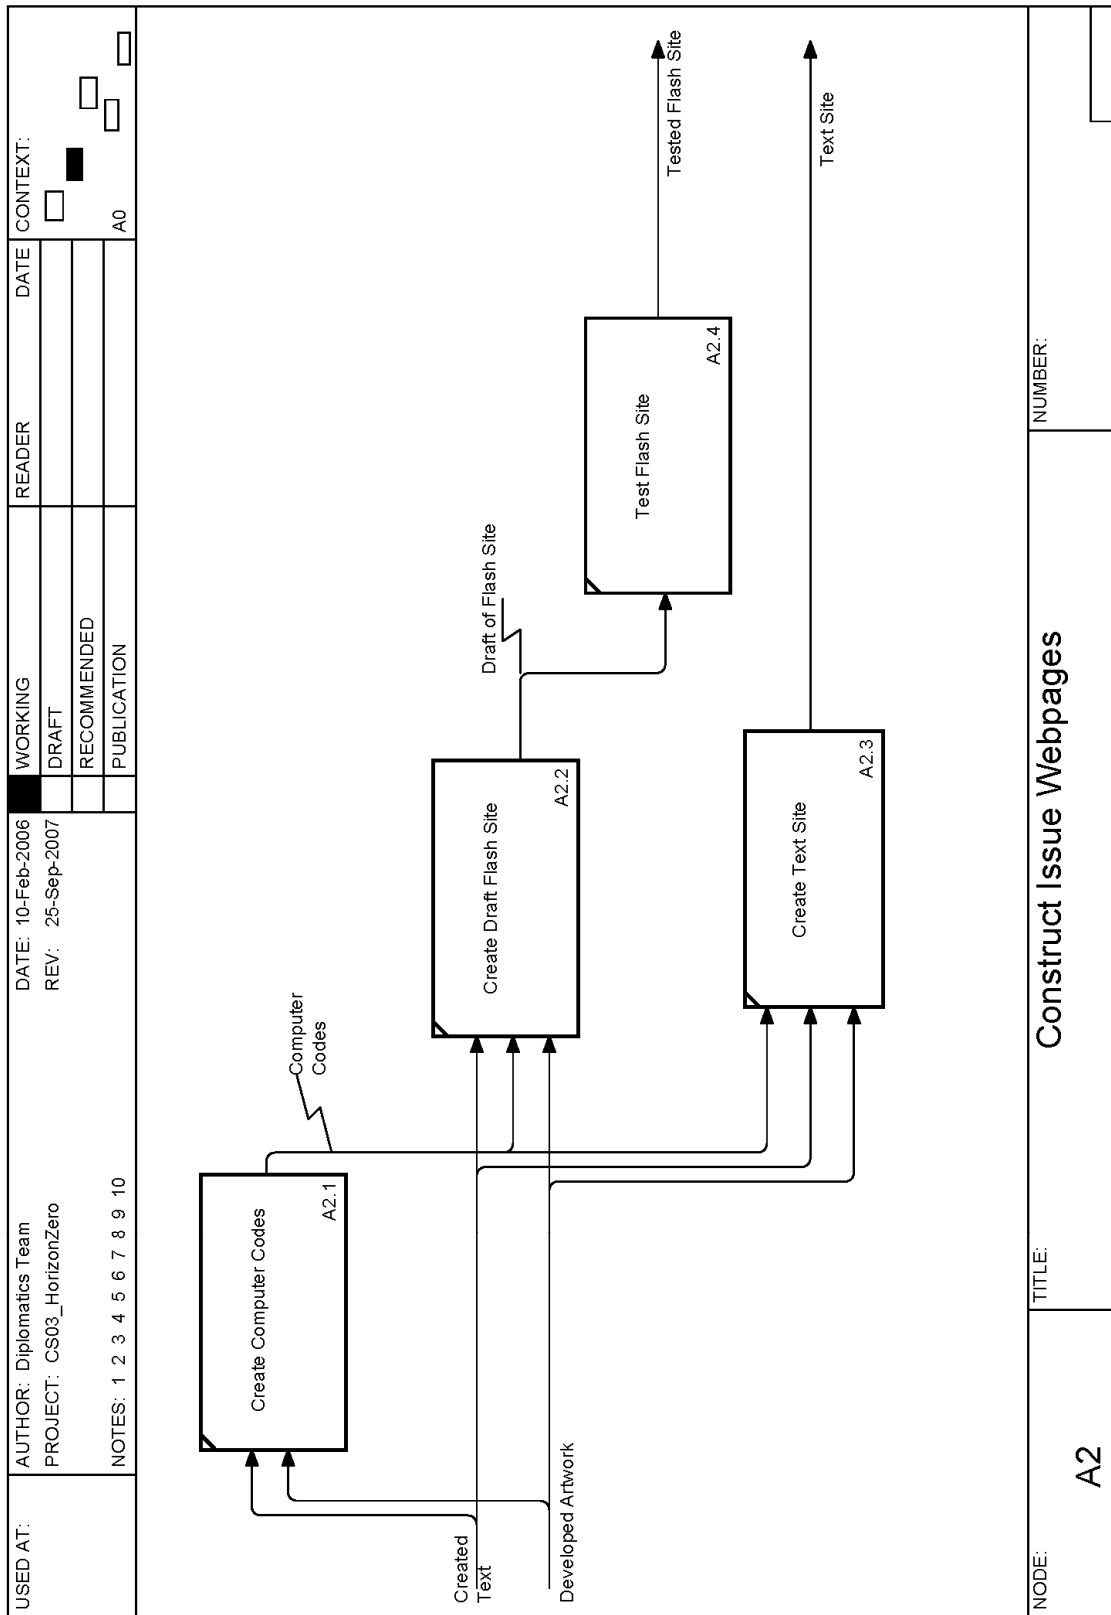 USED AT:
AUTHOR: Diplomatics Team
PROJECT: CS03_HorizonZero
NOTES: 1 2 3 4 5 6 7 8 9 10
DATE: 10-Feb-2006
REV: 25-Sep-2007
WORKING
DRAFT
RECOMMENDED
PUBLICATION
READER
DATE
CONTEXT:
A0
Create Computer Codes
A2.1
Computer
Codes
Created
Text
Developed Artwork
Create Draft Flash Site
A2.2
Draft of Flash Site
Create Text Site
A2.3
Test Flash Site
A2.4
Tested Flash Site
Text Site
NODE:
A2
TITLE:
Construct Issue Webpages
NUMBER: